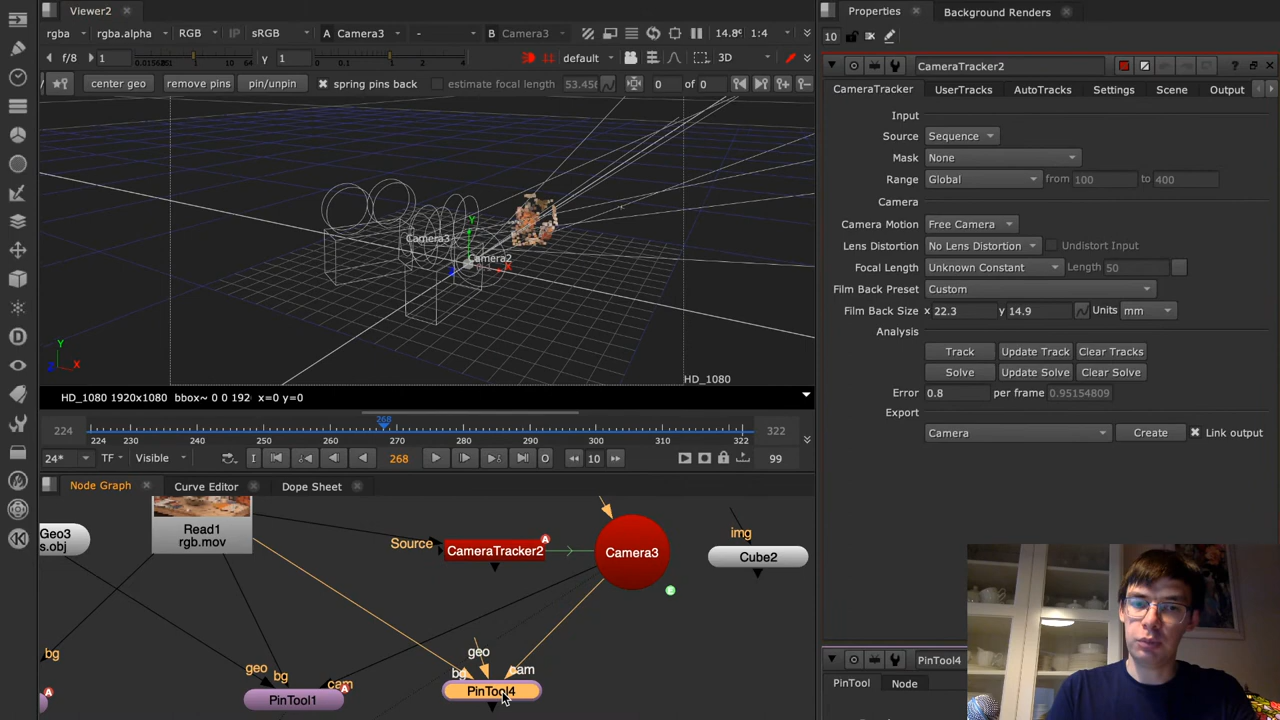 Viewer2
Properties
Background Renders
rgba
rgba.alpha
RGB
IP
sRGB
A Camera3
-
B Camera3
14.8%
1:4
f/8
1
y 1
default
3D
center geo
remove pins
pin/unpin
spring pins back
estimate focal length
53.456
0 of 0
10
CameraTracker2
CameraTracker
UserTracks
AutoTracks
Settings
Scene
Output
Input
Source Sequence
Mask None
Range Global from 100 to 400
Camera
Camera Motion Free Camera
Lens Distortion No Lens Distortion Undistort Input
Focal Length Unknown Constant Length 50
Film Back Preset Custom
Film Back Size x 22.3 y 14.9 Units mm
Analysis
Track Update Track Clear Tracks
Solve Update Solve Clear Solve
Error 0.8 per frame 0.95154809
Export
Camera Create Link output
Camera3
Camera2
Y
X
Y
Z
X
HD_1080
HD_1080 1920x1080 bbox~ 0 0 192 x=0 y=0
224
268
224 230 240 250 260 270 280 290 300 310 322
322
24*
TF
Visible
I
268
O
10
99
Node Graph
Curve Editor
Dope Sheet
Geo3
s.obj
Read1
rgb.mov
Source
CameraTracker2
A
Camera3
E
img
Cube2
bg
geo
bg
cam
PinTool1
geo
bg
cam
PinTool4
PinTool4
PinTool
Node